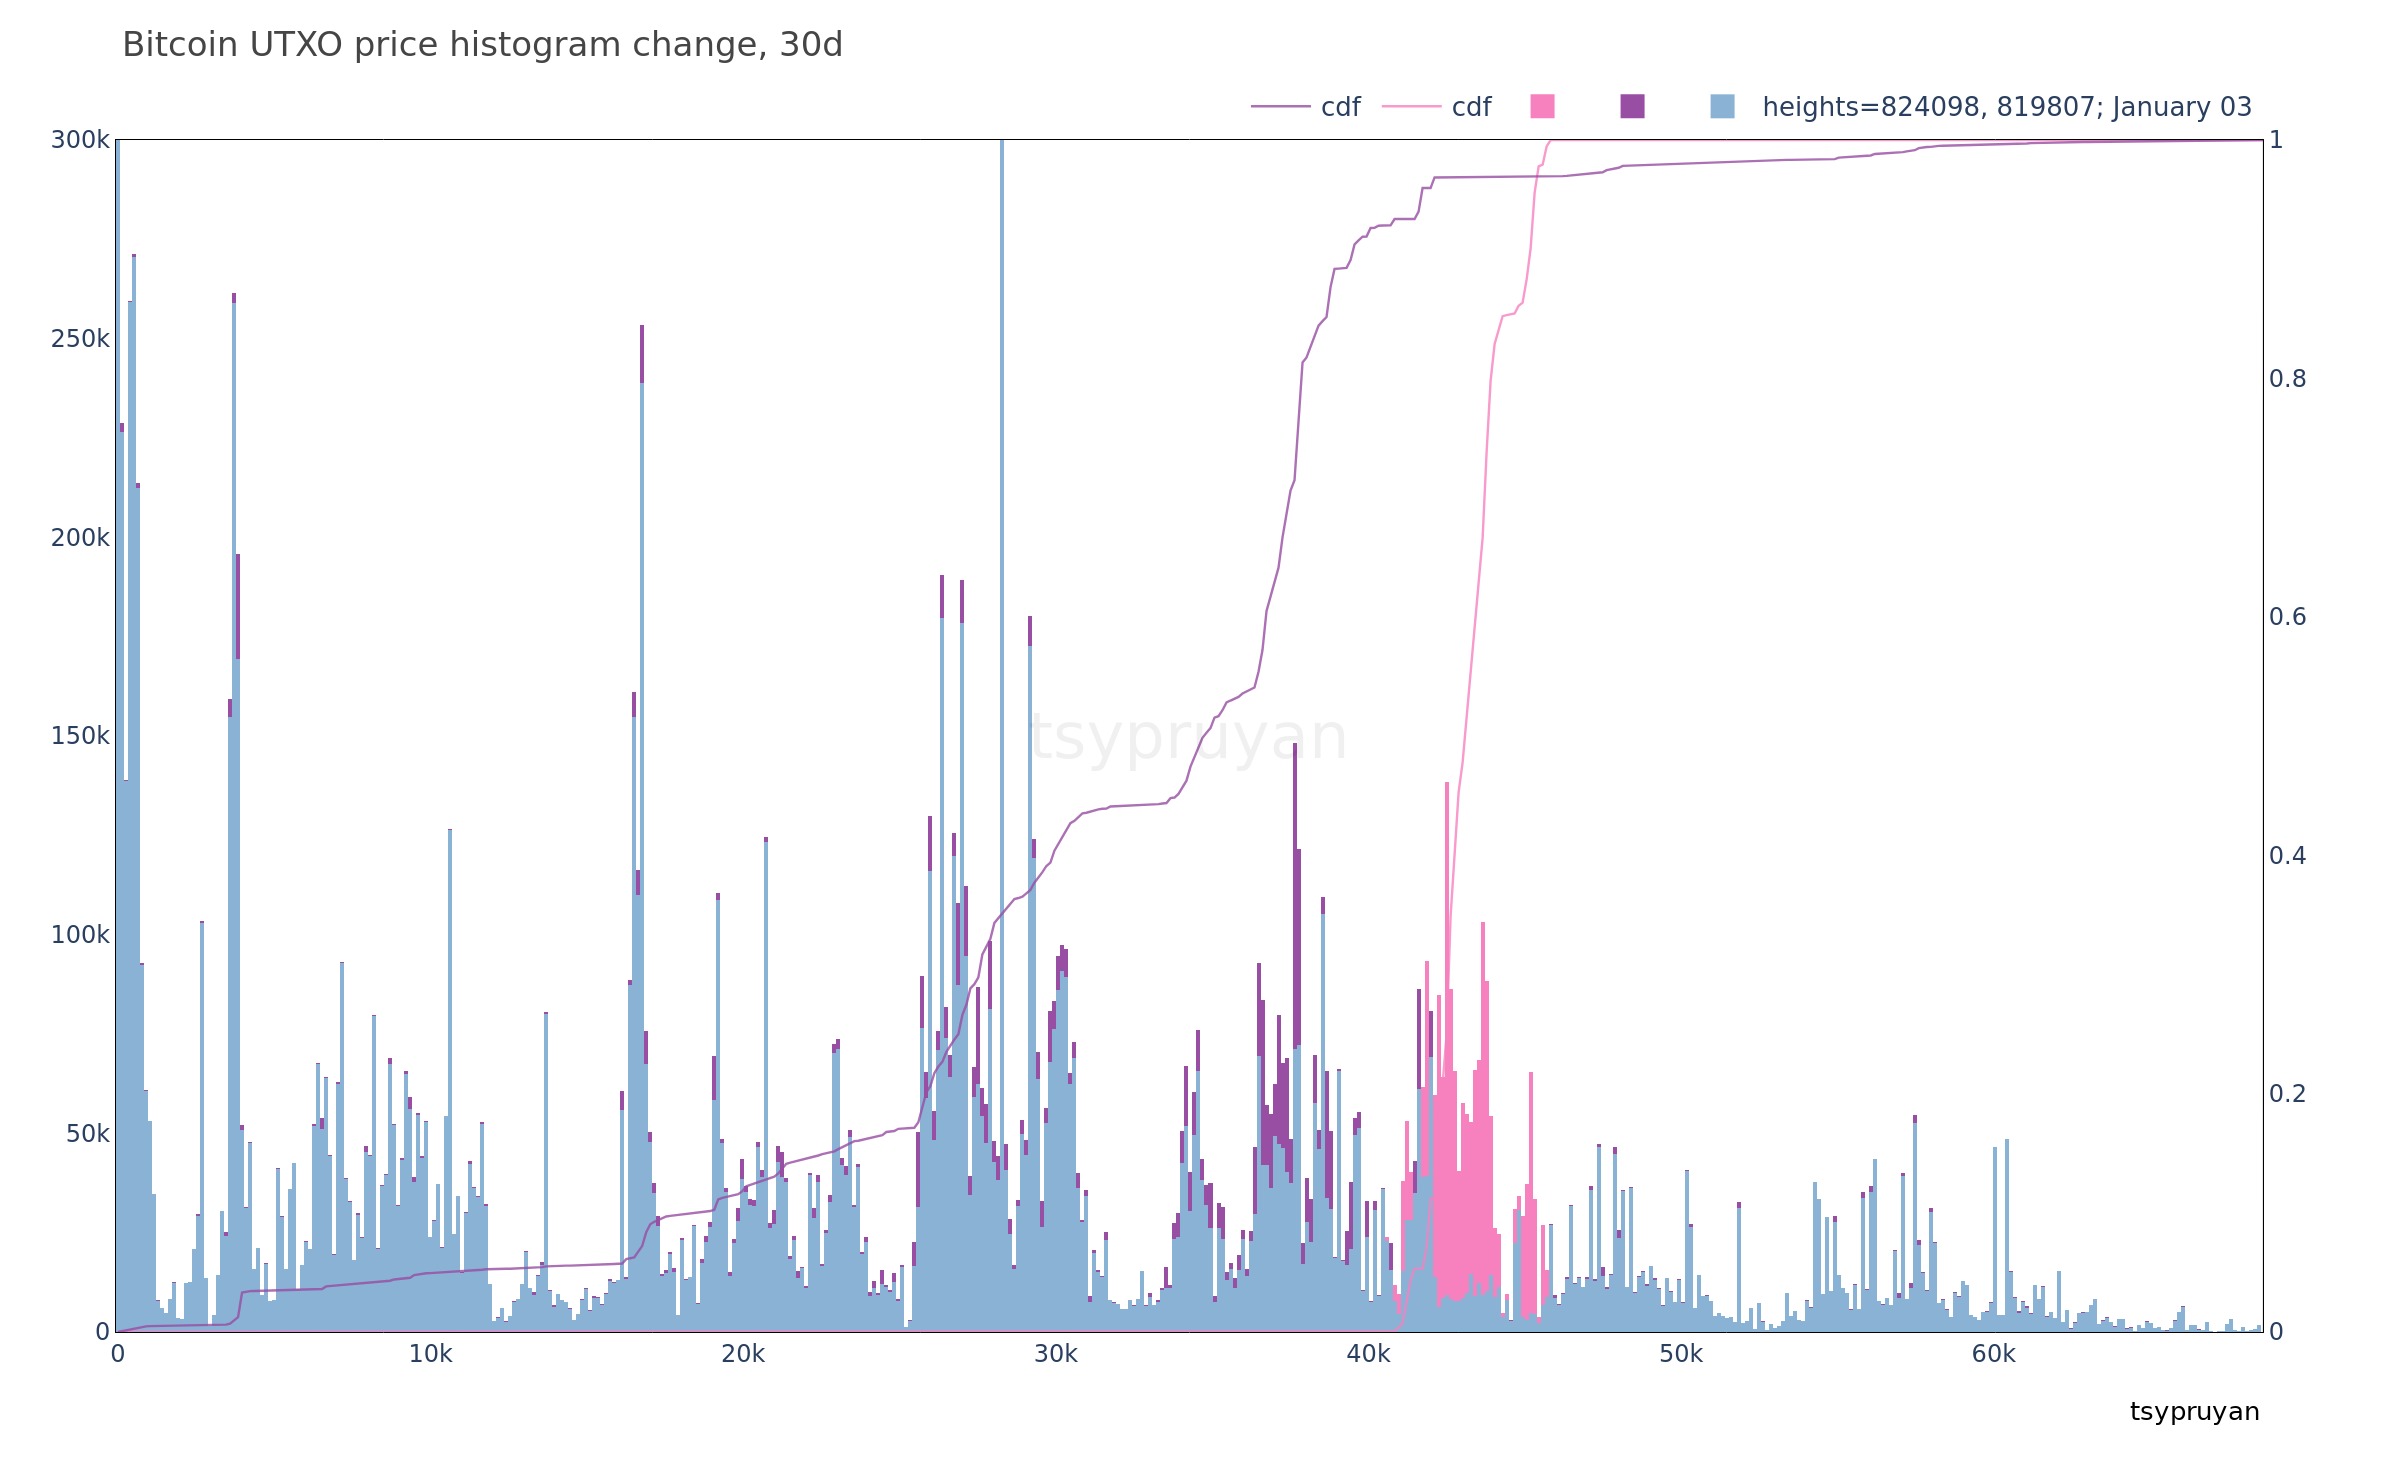 Bitcoin UTXO price histogram change, 30d
cdf cdf heights=824098, 819807; January 03
300k
250k
200k
150k
100k
50k
0
1
0.8
0.6
0.4
0.2
0
tsypruyan
0 10k 20k 30k 40k 50k 60k
tsypruyan